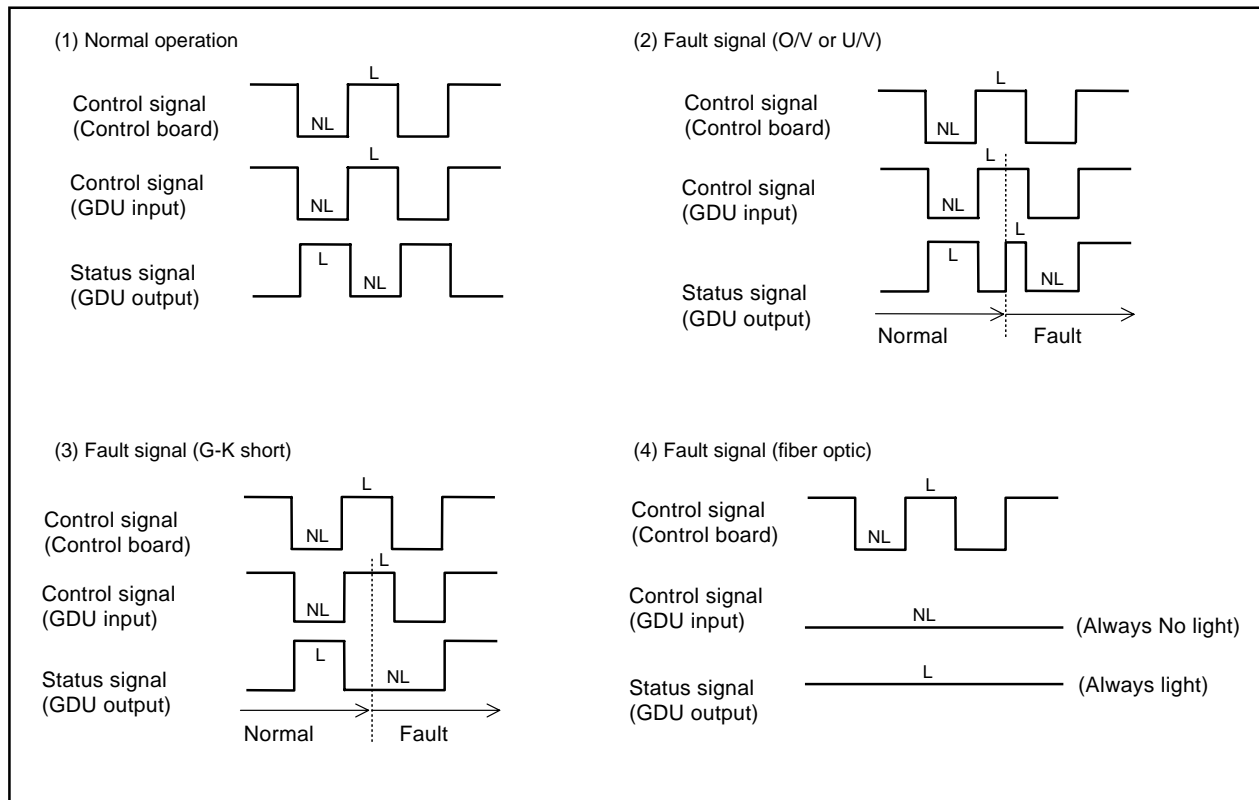 (1) Normal operation
L
Control signal
(Control board)
NL
L
Control signal
(GDU input)
NL
Status signal
(GDU output)
L
NL
(2) Fault signal (O/V or U/V)
L
Control signal
(Control board)
NL
L
Control signal
(GDU input)
NL
L
Status signal
(GDU output)
L
NL
Normal
Fault
(3) Fault signal (G-K short)
L
Control signal
(Control board)
NL
L
Control signal
(GDU input)
NL
Status signal
(GDU output)
L
NL
Normal
Fault
(4) Fault signal (fiber optic)
L
Control signal
(Control board)
NL
Control signal
(GDU input)
NL
(Always No light)
Status signal
(GDU output)
L
(Always light)